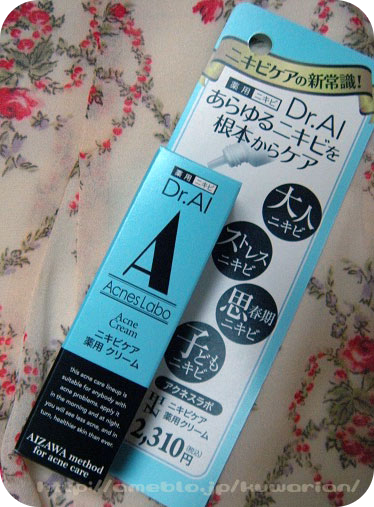 ニキビケアの新常識!
薬用 ニキビ Dr.AI
あらゆるニキビを
根本からケア
大人
ニキビ
ストレス
ニキビ
思春期
ニキビ
子ども
ニキビ
アクネスラボ
ニキビケア
薬用クリーム
2,310円(税込)
薬用 ニキビ
Dr.AI
A
Acnes Labo
Acne
Cream
ニキビケア
薬用 クリーム
This acne care lineup is
suitable for anybody with
acne problems. apply it
in the morning and at night,
you will see less acne, and in
turn, healthier skin than ever.
AIZAWA method
for acne care
http://ameblo.jp/kuwarian/